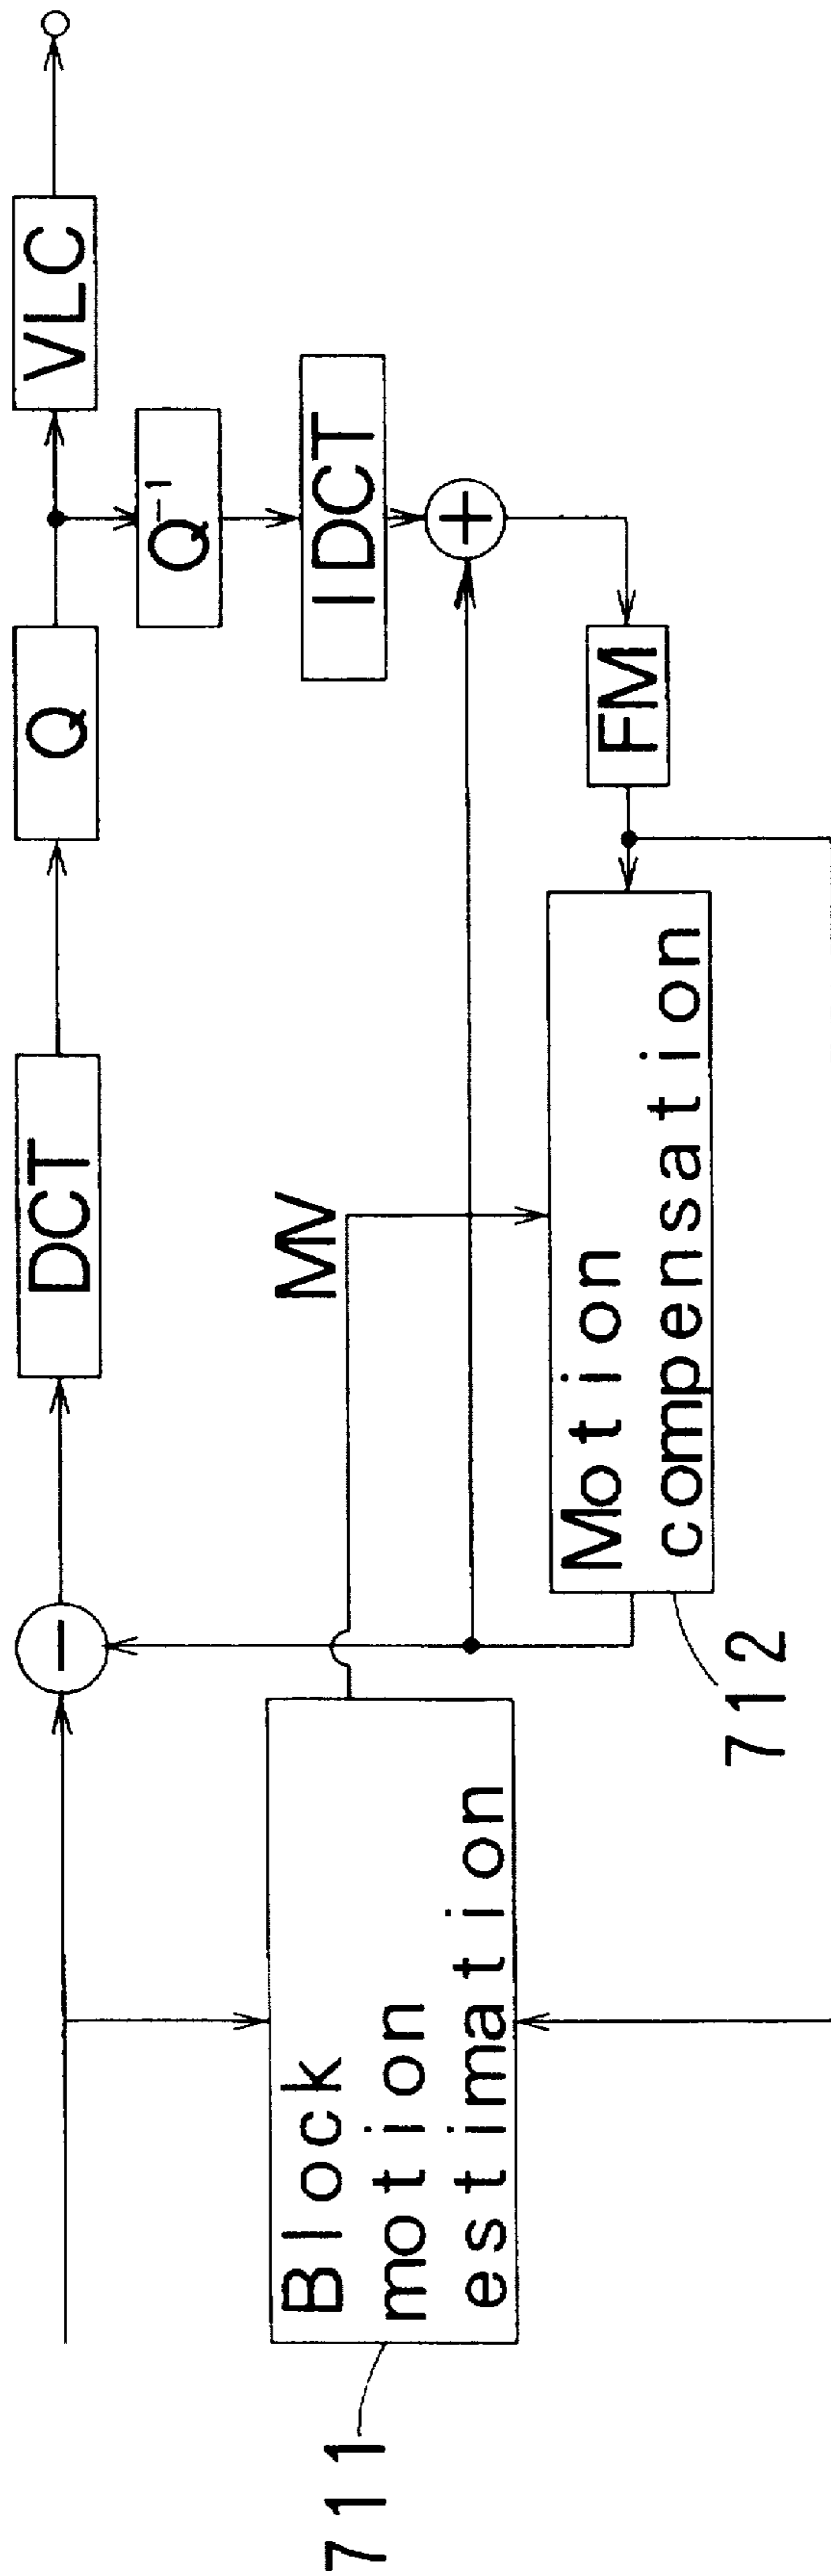 DCT
Q
VLC
Q⁻¹
IDCT
+
−
MV
FM
Block
motion
estimation
Motion
compensation
711
712